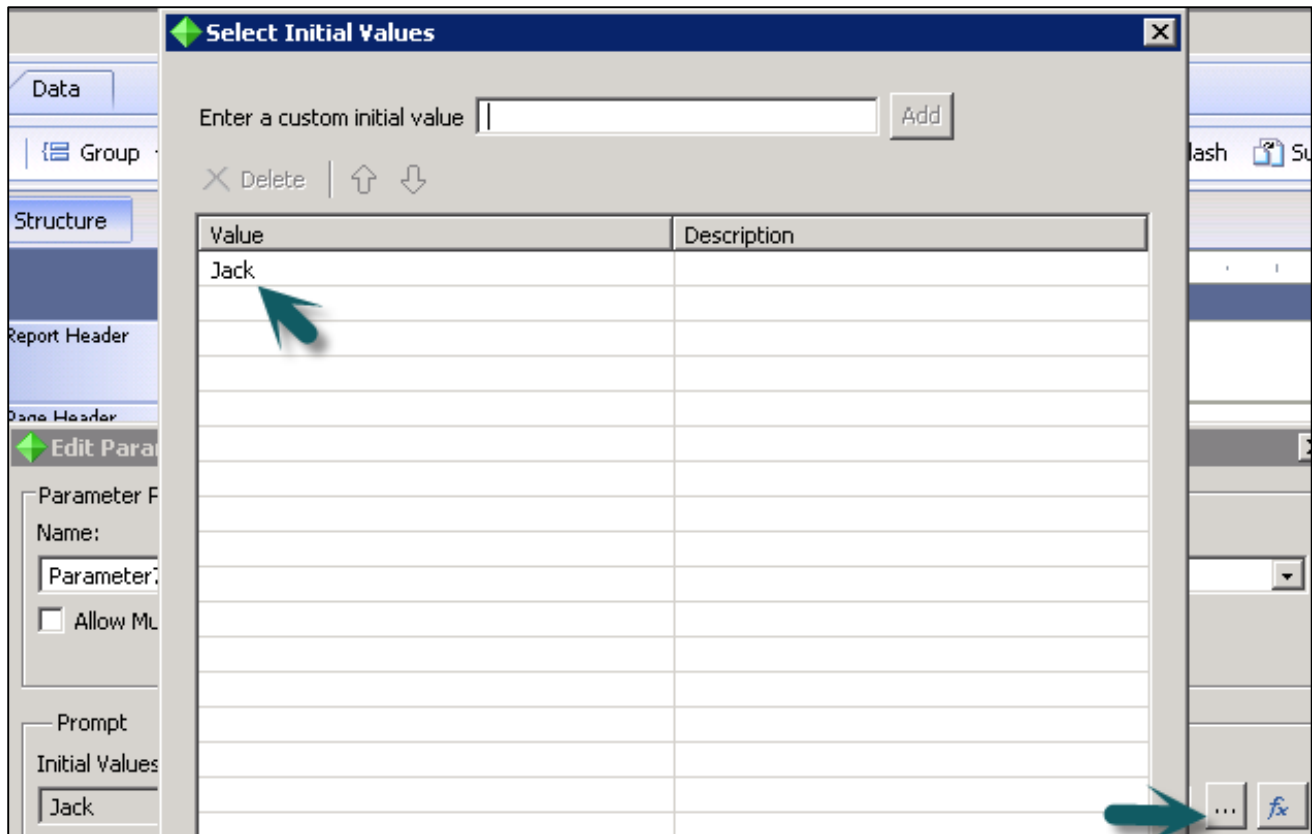 Select Initial Values
Data
Enter a custom initial value Add
Group
lash
Delete
Structure
Value Description
Jack
Report Header
Page Header
Edit Para
Parameter P
Name:
Parameter7
Allow Mu
Prompt
Initial Values
Jack
... fx